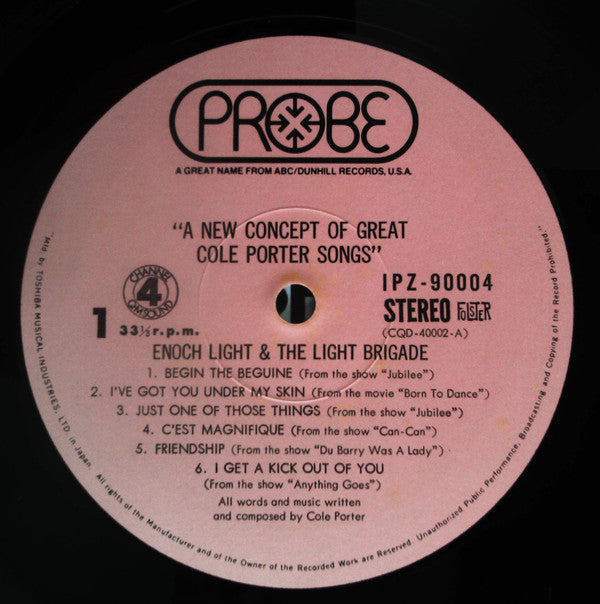 PROBE
A GREAT NAME FROM ABC/DUNHILL RECORDS, U.S.A.
"A NEW CONCEPT OF GREAT
COLE PORTER SONGS"
CHANNEL
4
CAM SOUND
IPZ-90004
STEREO POLSTER
(CQD-40002-A)
1 33⅓ r.p.m.
ENOCH LIGHT & THE LIGHT BRIGADE
1. BEGIN THE BEGUINE (From the show "Jubilee")
2. I'VE GOT YOU UNDER MY SKIN (From the movie "Born To Dance")
3. JUST ONE OF THOSE THINGS (From the show "Jubilee")
4. C'EST MAGNIFIQUE (From the show "Can-Can")
5. FRIENDSHIP (From the show "Du Barry Was A Lady")
6. I GET A KICK OUT OF YOU
(From the show "Anything Goes")
All words and music written
and composed by Cole Porter
"Mfd by TOSHIBA MUSICAL INDUSTRIES, LTD. in Japan. All rights of the Manufacturer and of the Owner of the Recorded Work are Reserved. Unauthorized Public Performance, Broadcasting and Copying of the Record Prohibited."